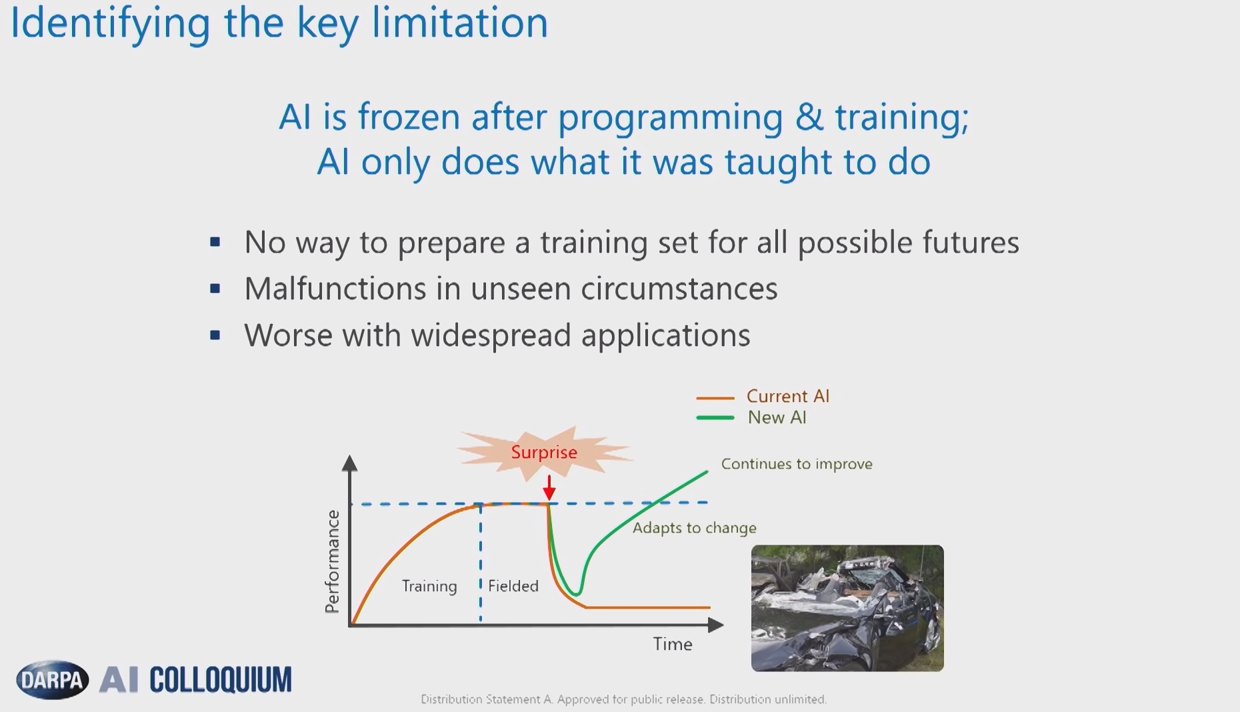 Identifying the key limitation
AI is frozen after programming & training;
AI only does what it was taught to do
No way to prepare a training set for all possible futures
Malfunctions in unseen circumstances
Worse with widespread applications
Current AI
New AI
Surprise
Continues to improve
Adapts to change
Performance
Training
Fielded
Time
DARPA AI COLLOQUIUM
Distribution Statement A. Approved for public release. Distribution unlimited.